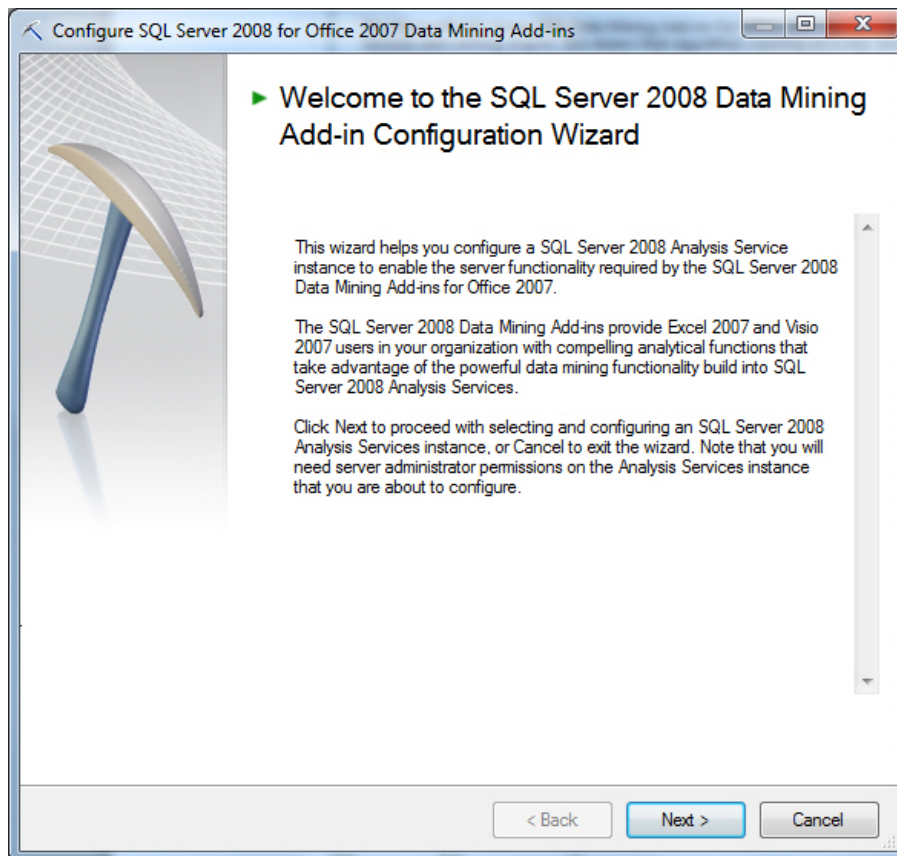 Configure SQL Server 2008 for Office 2007 Data Mining Add-ins
Welcome to the SQL Server 2008 Data Mining
Add-in Configuration Wizard
This wizard helps you configure a SQL Server 2008 Analysis Service
instance to enable the server functionality required by the SQL Server 2008
Data Mining Add-ins for Office 2007.
The SQL Server 2008 Data Mining Add-ins provide Excel 2007 and Visio
2007 users in your organization with compelling analytical functions that
take advantage of the powerful data mining functionality build into SQL
Server 2008 Analysis Services.
Click Next to proceed with selecting and configuring an SQL Server 2008
Analysis Services instance, or Cancel to exit the wizard. Note that you will
need server administrator permissions on the Analysis Services instance
that you are about to configure.
< Back
Next >
Cancel